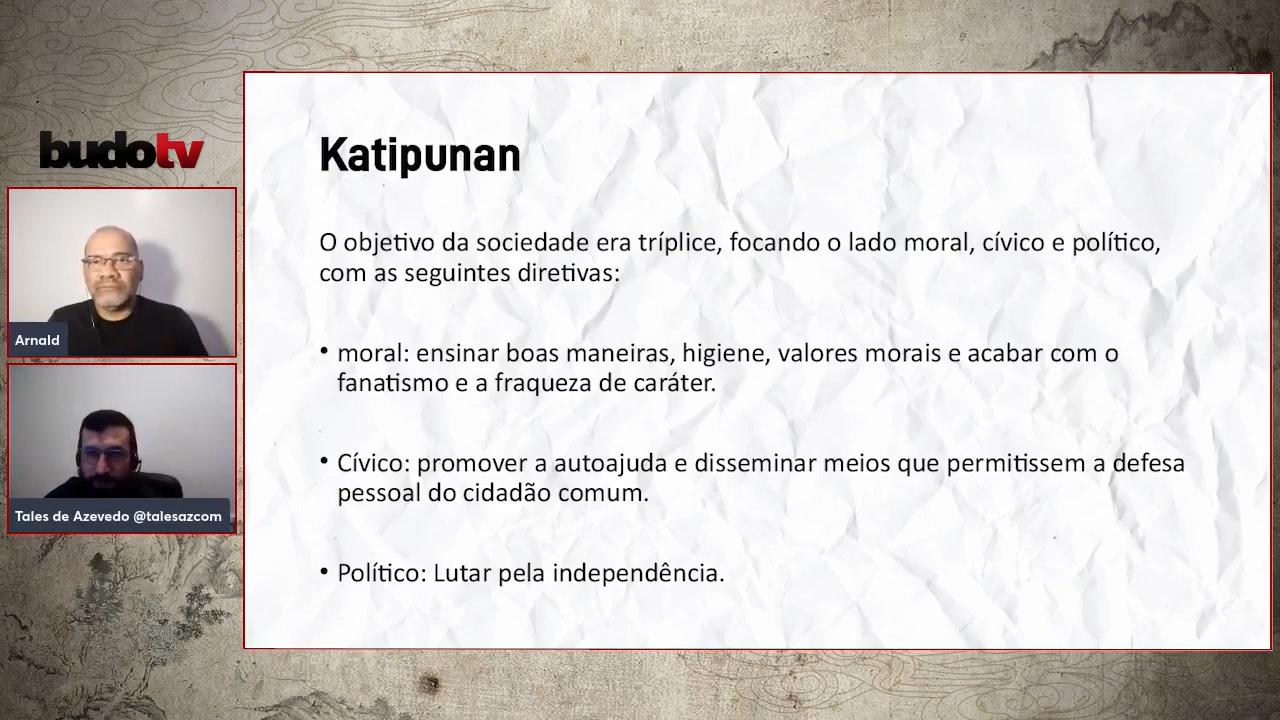 budotv
Arnald
Tales de Azevedo @talesazcom
Katipunan
O objetivo da sociedade era tríplice, focando o lado moral, cívico e político,
com as seguintes diretivas:
• moral: ensinar boas maneiras, higiene, valores morais e acabar com o
fanatismo e a fraqueza de caráter.
• Cívico: promover a autoajuda e disseminar meios que permitissem a defesa
pessoal do cidadão comum.
• Político: Lutar pela independência.